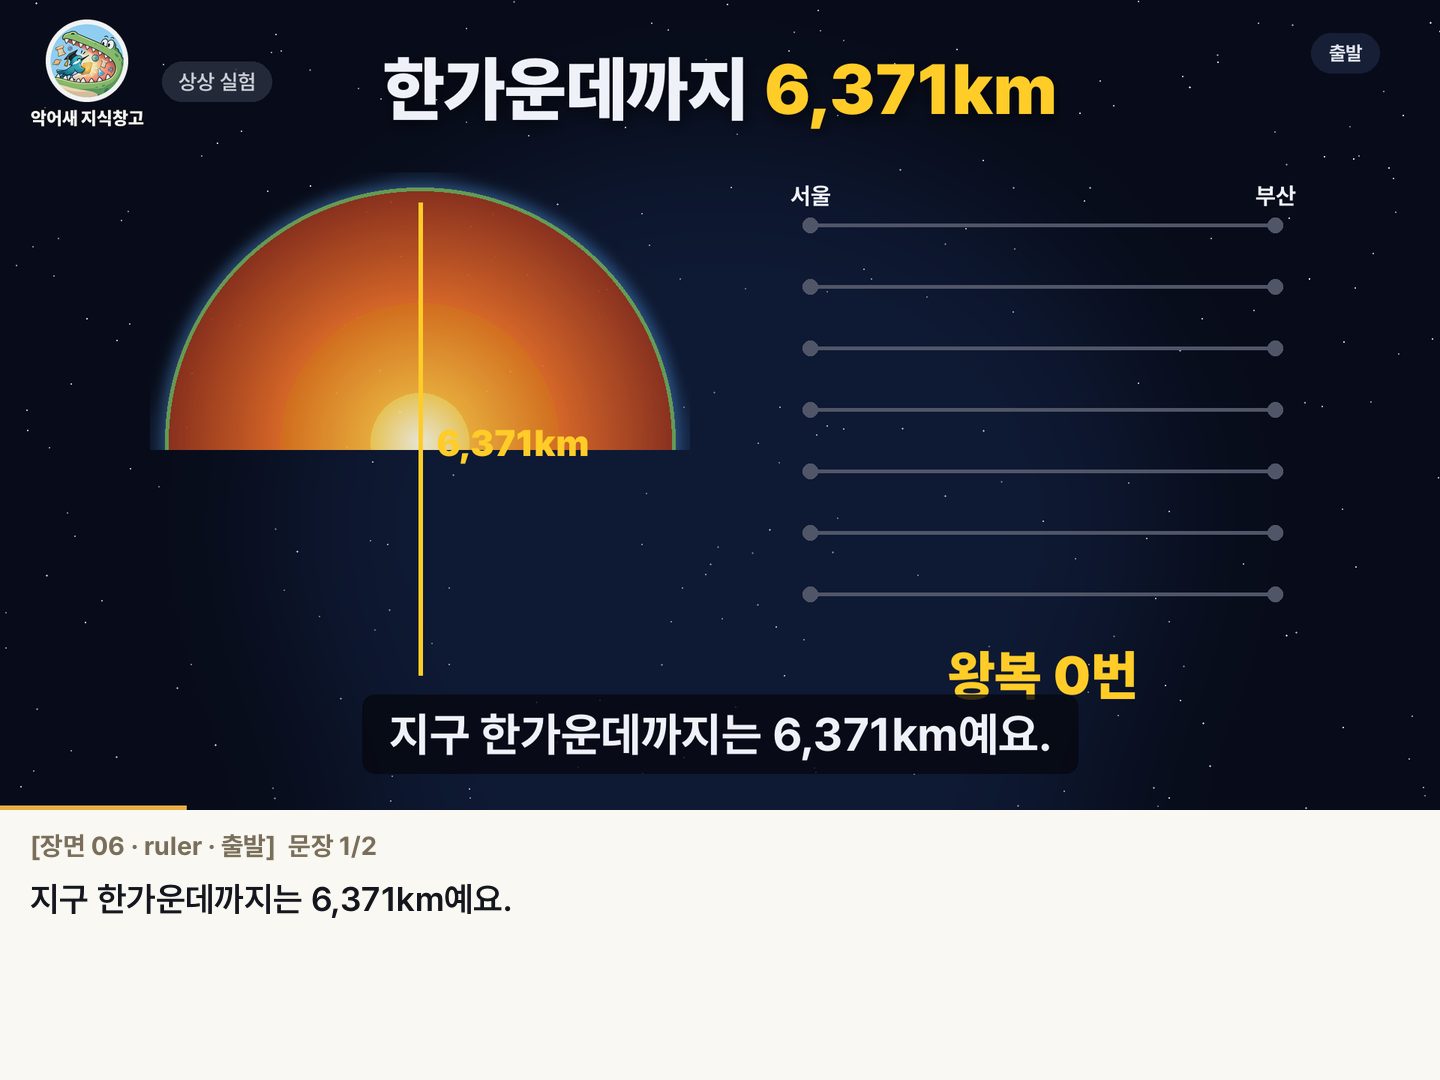 악어새 지식창고
상상 실험
한가운데까지 6,371km
출발
서울
부산
6,371km
왕복 0번
지구 한가운데까지는 6,371km예요.
[장면 06 · ruler · 출발] 문장 1/2
지구 한가운데까지는 6,371km예요.